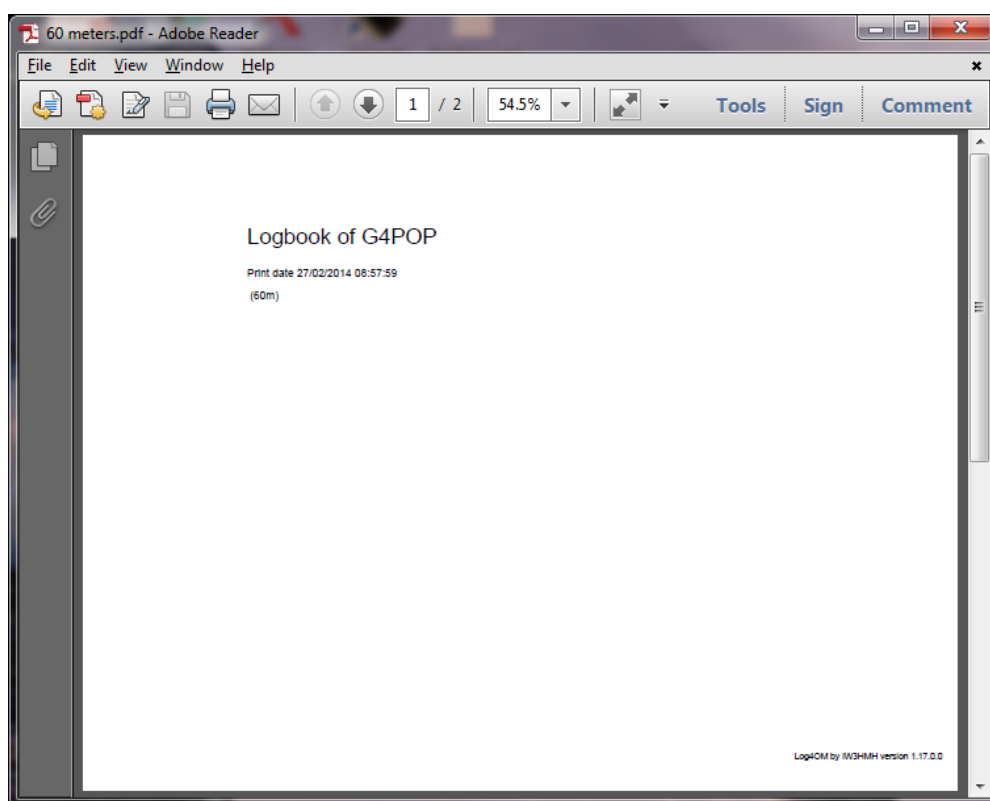 60 meters.pdf - Adobe Reader
File Edit View Window Help
1 / 2 54.5% Tools Sign Comment
Logbook of G4POP
Print date 27/02/2014 08:57:59
(60m)
Log4OM by IW3HMH version 1.17.0.0